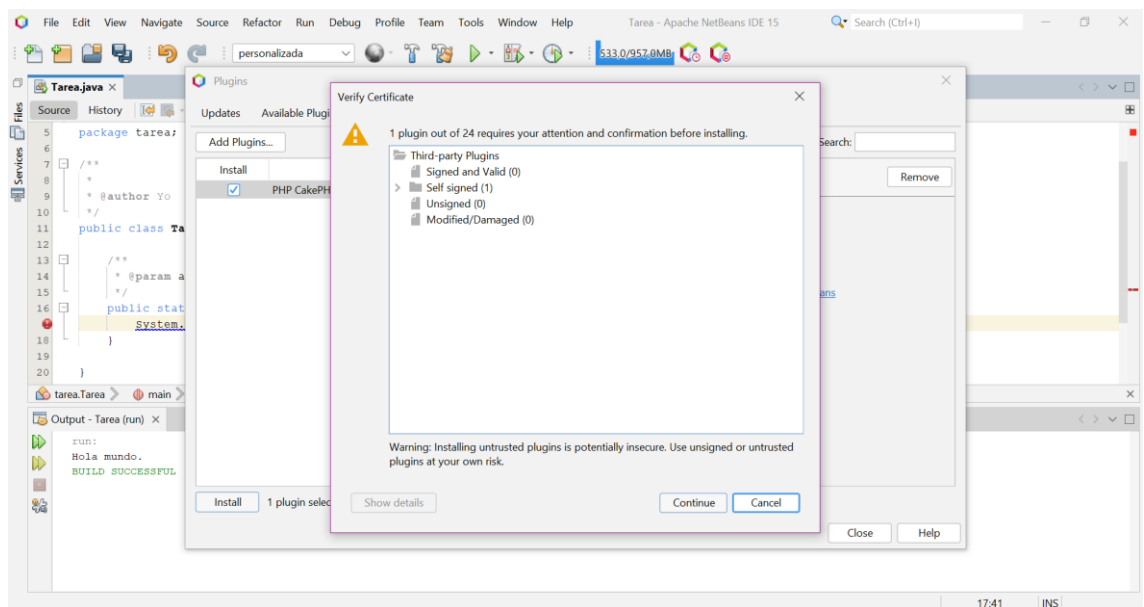 File Edit View Navigate Source Refactor Run Debug Profile Team Tools Window Help Tarea - Apache NetBeans IDE 15 Search (Ctrl+I)
personalizada 533,0/957,0MB
Tarea.java
Source History
Files
Services
5 package tarea;
6
7 /**
8 *
9 * @author Yo
10 */
11 public class Ta
12
13 /**
14 * @param a
15 */
16 public stat
System.
18 }
19
20 }
tarea.Tarea main
Output - Tarea (run)
run:
Hola mundo.
BUILD SUCCESSFUL
Plugins
Updates Available Plugi
Add Plugins... Search:
Install
PHP CakePH
Remove
ans
Install 1 plugin selec
Close Help
Verify Certificate
1 plugin out of 24 requires your attention and confirmation before installing.
Third-party Plugins
Signed and Valid (0)
Self signed (1)
Unsigned (0)
Modified/Damaged (0)
Warning: Installing untrusted plugins is potentially insecure. Use unsigned or untrusted
plugins at your own risk.
Show details Continue Cancel
17:41 INS